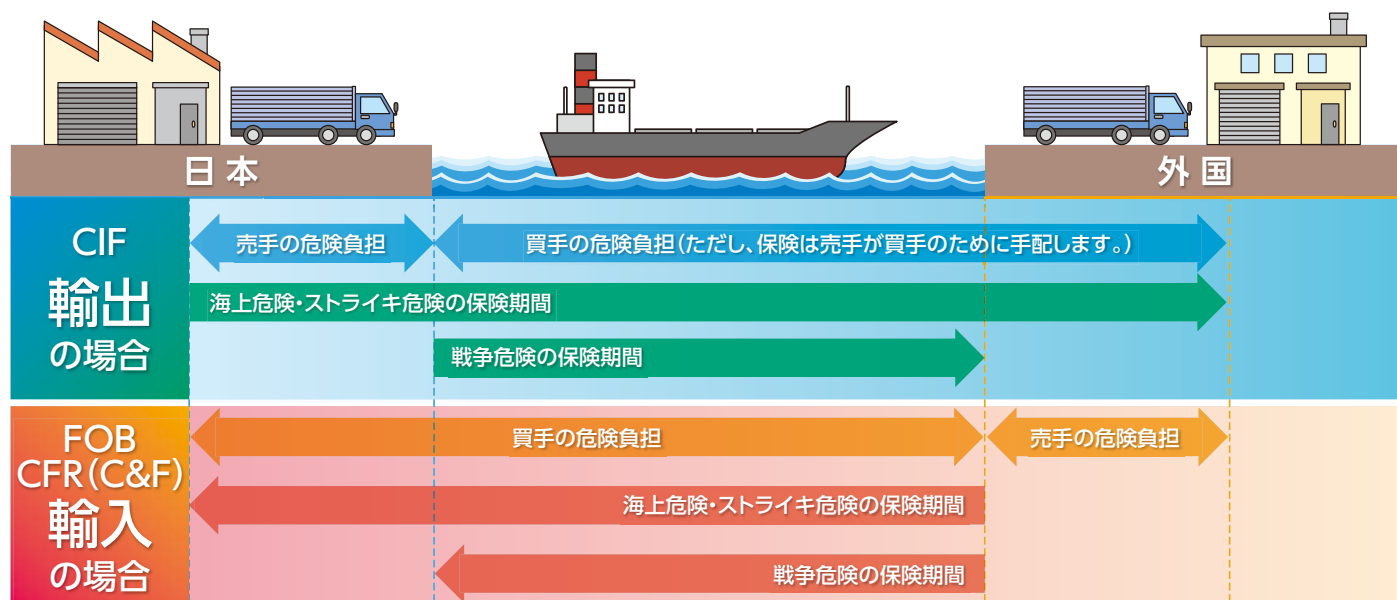 日本
外国
CIF
輸出
の場合
売手の危険負担
買手の危険負担(ただし、保険は売手が買手のために手配します。)
海上危険・ストライキ危険の保険期間
戦争危険の保険期間
FOB
CFR(C&F)
輸入
の場合
買手の危険負担
売手の危険負担
海上危険・ストライキ危険の保険期間
戦争危険の保険期間